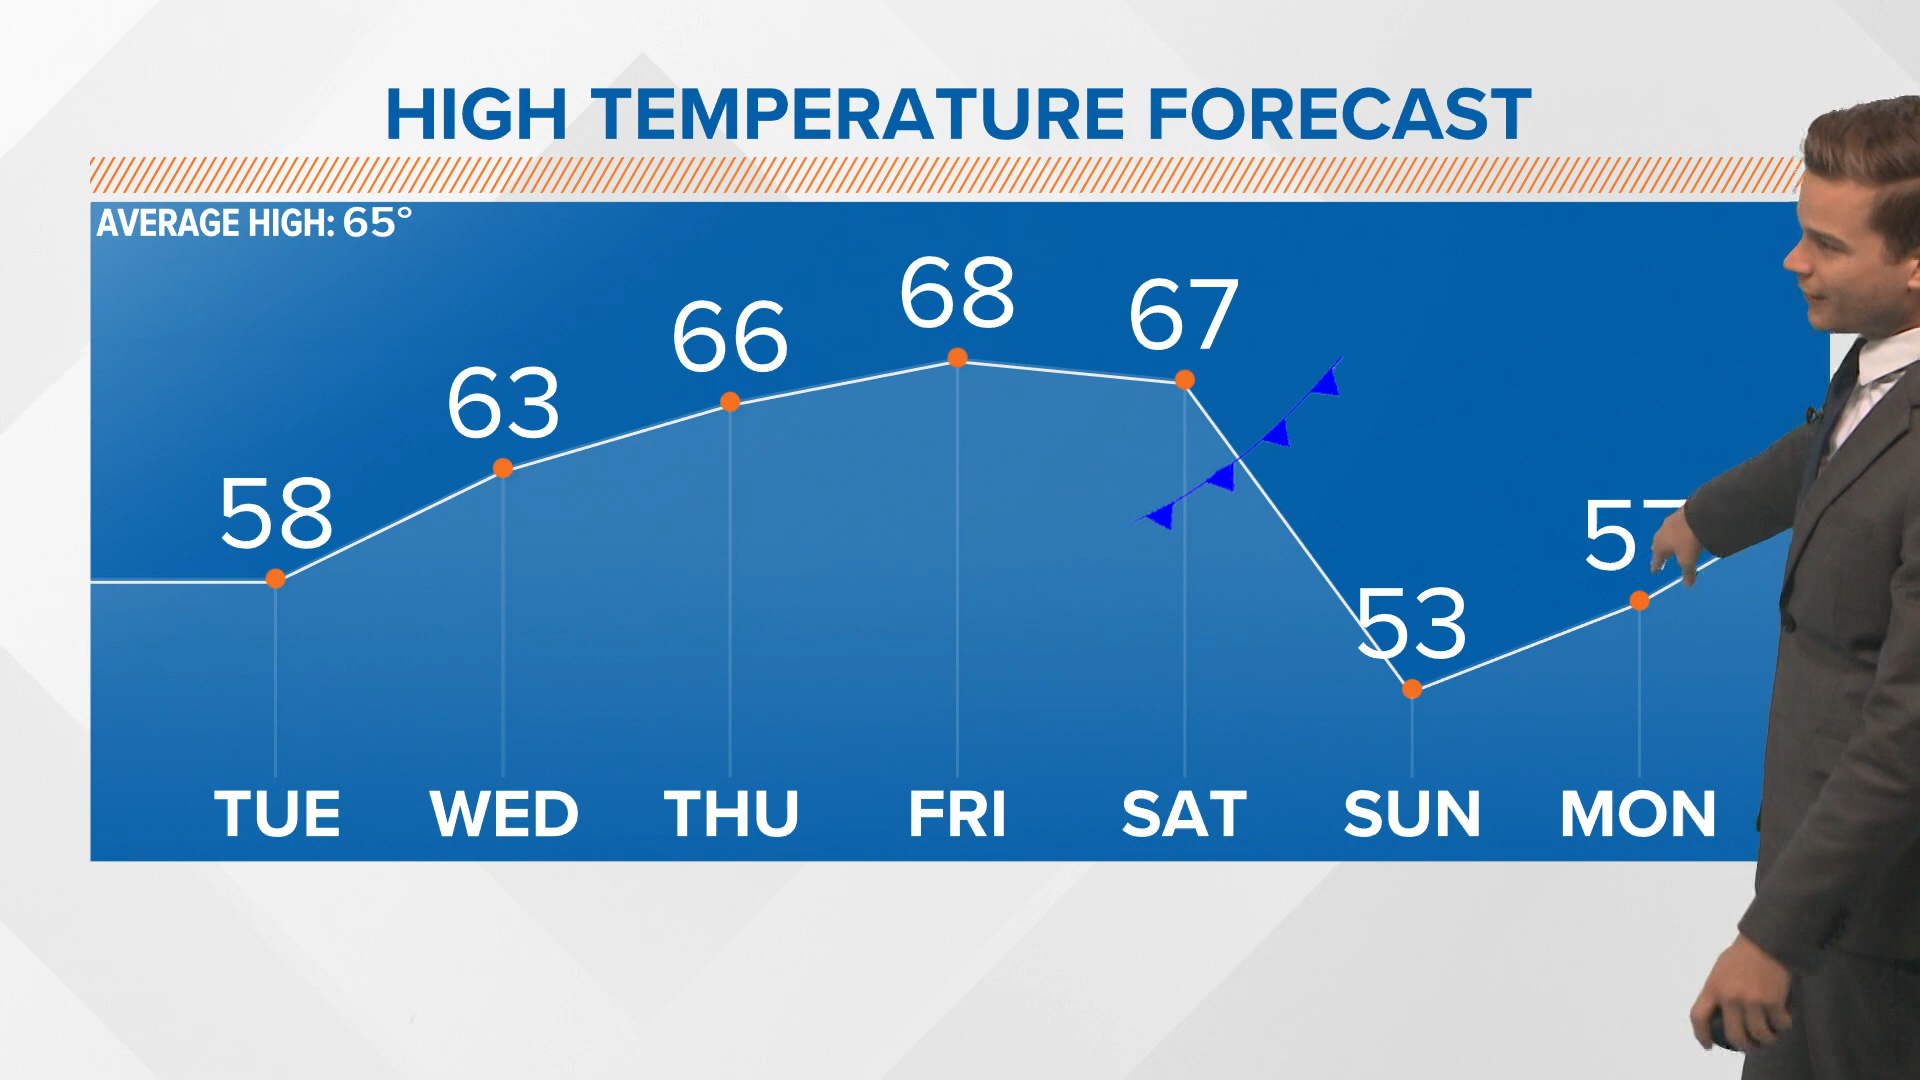 HIGH TEMPERATURE FORECAST
AVERAGE HIGH: 65°
58 63 66 68 67 53 57
TUE WED THU FRI SAT SUN MON